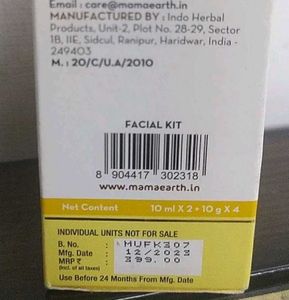 Email : care@mamaearth.in
MANUFACTURED BY : Indo Herbal
Products, Unit-2, Plot No. 28-29, Sector
1B, IIE, Sidcul, Ranipur, Haridwar, India -
249403
M. : 20/C/U.A/2010
FACIAL KIT
8 904417 302318
www.mamaearth.in
Net Content 10 ml X 2 + 10 g X 4
INDIVIDUAL UNITS NOT FOR SALE
B. No. : MUFK307
Mfg. Date : 12/2023
MRP ₹ : 399.00
(Incl. of all taxes)
Use Before 24 Months From Mfg. Date